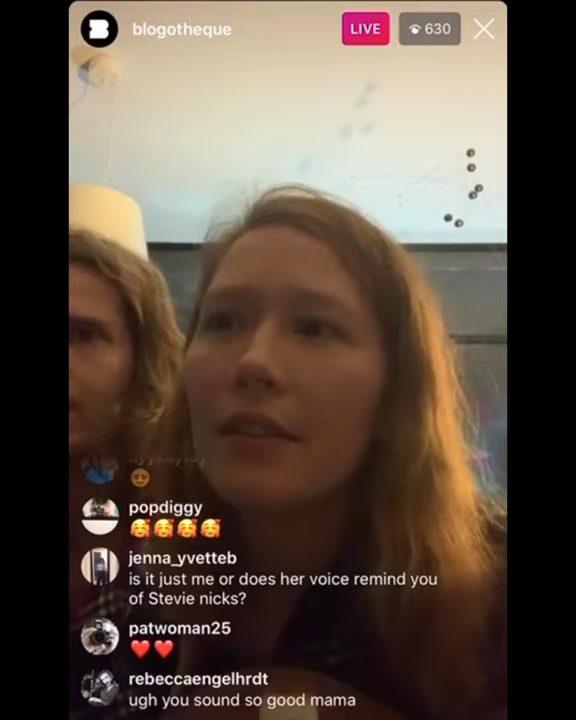 blogotheque
LIVE
630
popdiggy
🥰🥰🥰🥰
jenna_yvetteb
is it just me or does her voice remind you
of Stevie nicks?
patwoman25
❤️❤️
rebeccaengelhrdt
ugh you sound so good mama